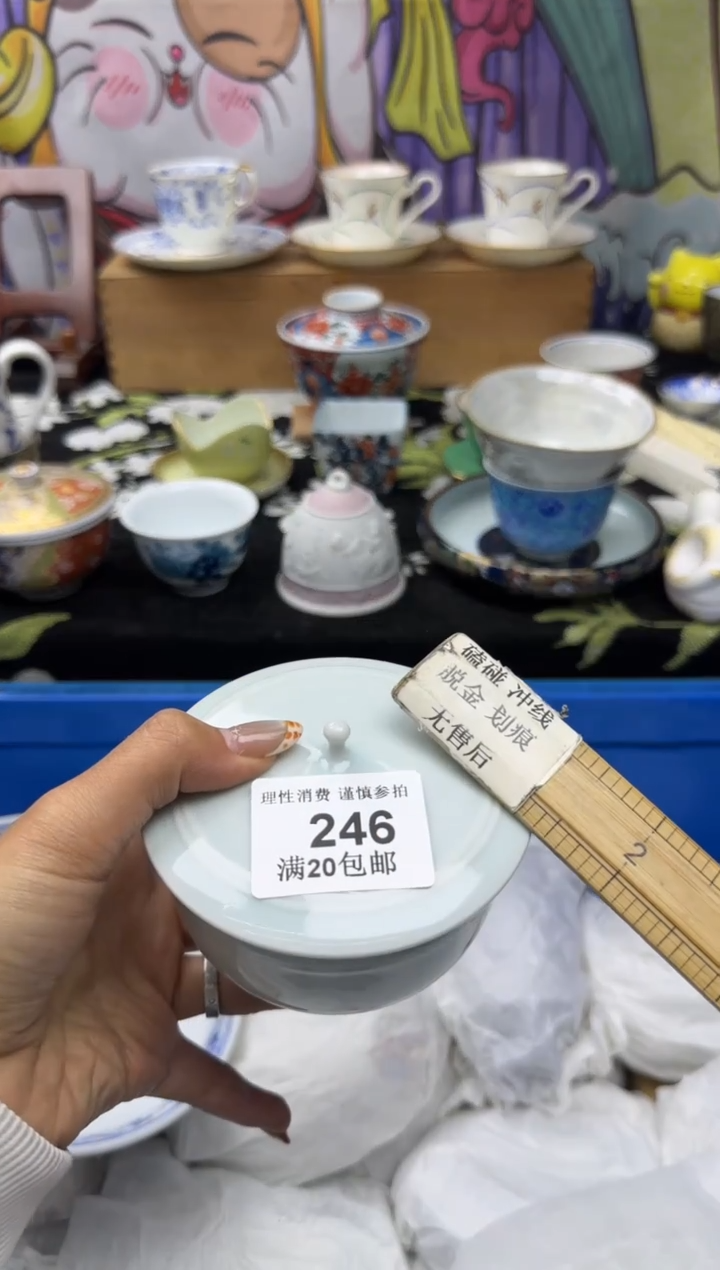 磕碰 冲线
脱金 划痕
无售后
理性消费 谨慎参拍
246
满20包邮
2